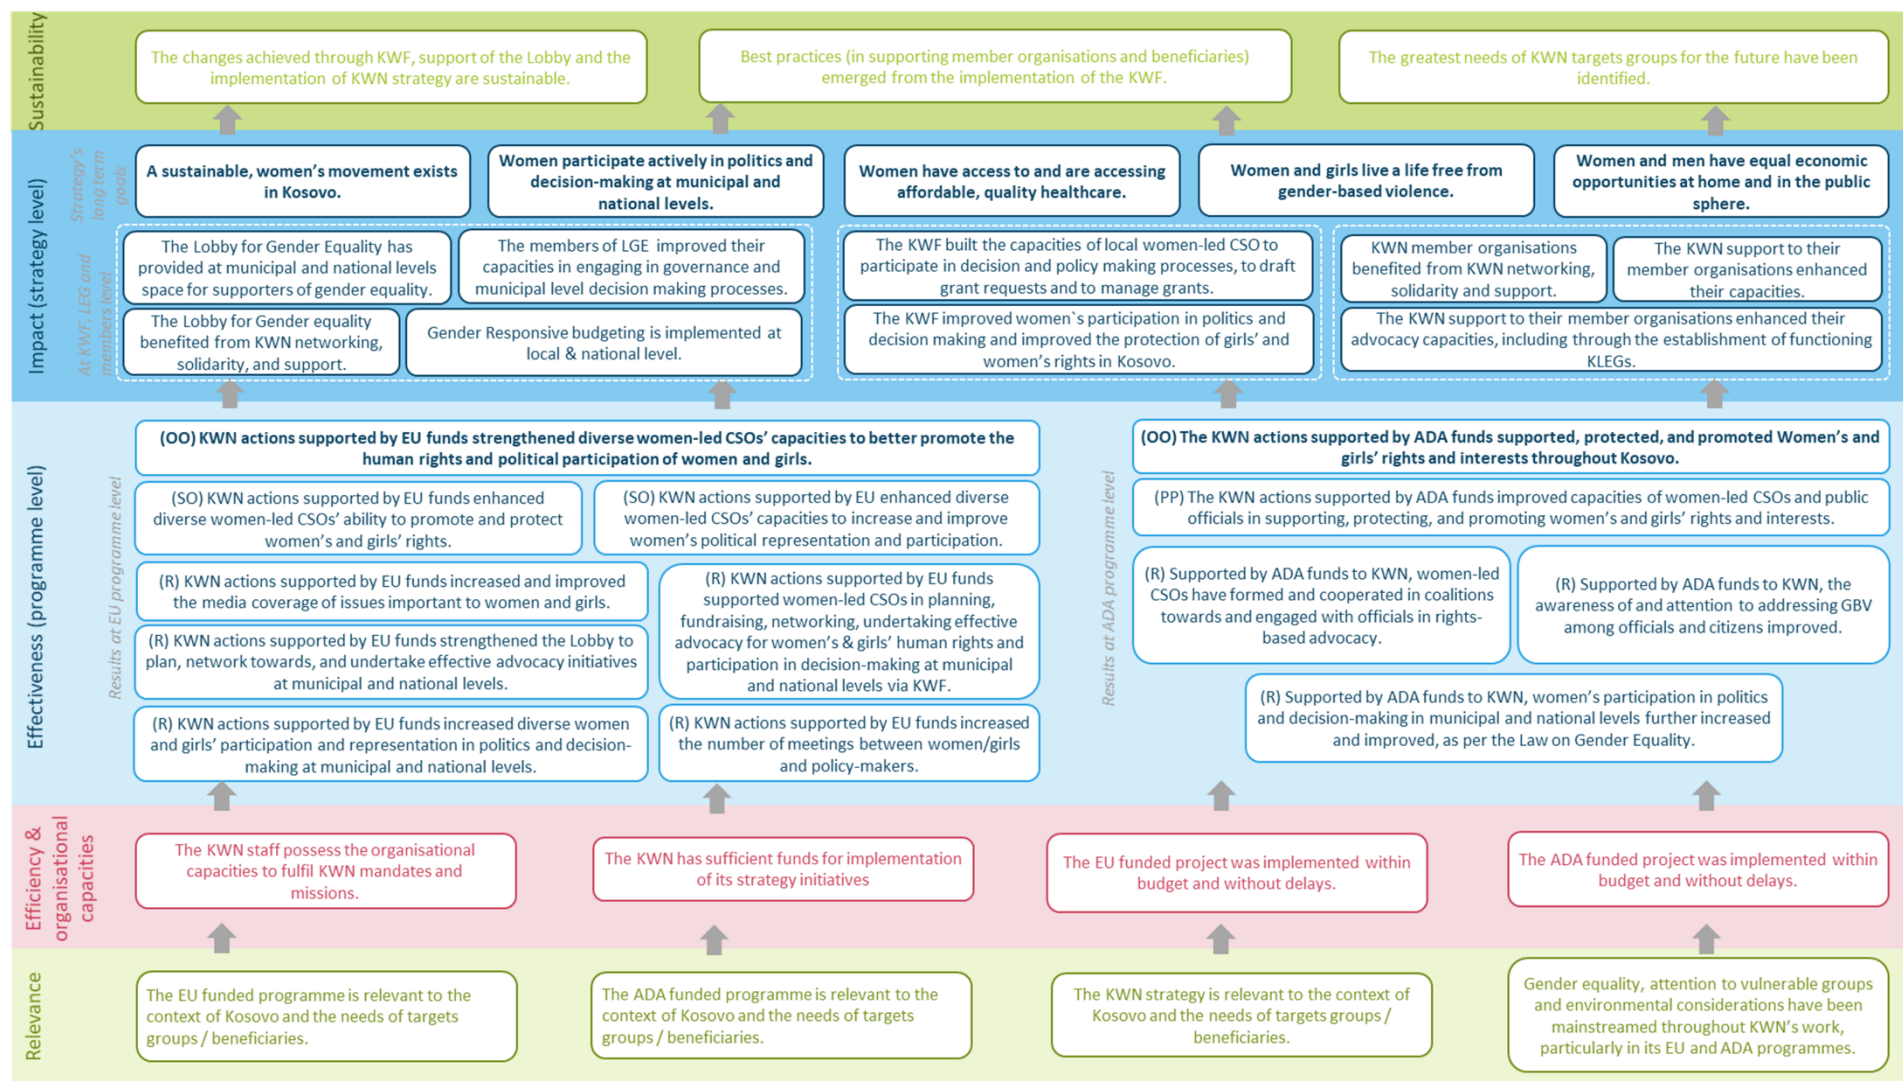 Sustainability
The changes achieved through KWF, support of the Lobby and the
implementation of KWN strategy are sustainable.
Best practices (in supporting member organisations and beneficiaries)
emerged from the implementation of the KWF.
The greatest needs of KWN targets groups for the future have been
identified.
Impact (strategy level)
Strategy's
long term
goals
A sustainable, women's movement exists
in Kosovo.
Women participate actively in politics and
decision-making at municipal and
national levels.
Women have access to and are accessing
affordable, quality healthcare.
Women and girls live a life free from
gender-based violence.
Women and men have equal economic
opportunities at home and in the public
sphere.
At KWF, LEG and
members level
The Lobby for Gender Equality has
provided at municipal and national levels
space for supporters of gender equality.
The members of LGE improved their
capacities in engaging in governance and
municipal level decision making processes.
The Lobby for Gender equality
benefited from KWN networking,
solidarity, and support.
Gender Responsive budgeting is implemented at
local & national level.
The KWF built the capacities of local women-led CSO to
participate in decision and policy making processes, to draft
grant requests and to manage grants.
The KWF improved women`s participation in politics and
decision making and improved the protection of girls' and
women's rights in Kosovo.
KWN member organisations
benefited from KWN networking,
solidarity and support.
The KWN support to their
member organisations enhanced
their capacities.
The KWN support to their member organisations enhanced their
advocacy capacities, including through the establishment of functioning
KLEGs.
Effectiveness (programme level)
Results at EU programme level
(OO) KWN actions supported by EU funds strengthened diverse women-led CSOs' capacities to better promote the
human rights and political participation of women and girls.
(SO) KWN actions supported by EU funds enhanced
diverse women-led CSOs' ability to promote and protect
women's and girls' rights.
(SO) KWN actions supported by EU enhanced diverse
women-led CSOs' capacities to increase and improve
women's political representation and participation.
(R) KWN actions supported by EU funds increased and improved
the media coverage of issues important to women and girls.
(R) KWN actions supported by EU funds strengthened the Lobby to
plan, network towards, and undertake effective advocacy initiatives
at municipal and national levels.
(R) KWN actions supported by EU funds increased diverse women
and girls' participation and representation in politics and decision-
making at municipal and national levels.
(R) KWN actions supported by EU funds
supported women-led CSOs in planning,
fundraising, networking, undertaking effective
advocacy for women's & girls' human rights and
participation in decision-making at municipal
and national levels via KWF.
(R) KWN actions supported by EU funds increased
the number of meetings between women/girls
and policy-makers.
Results at ADA programme level
(OO) The KWN actions supported by ADA funds supported, protected, and promoted Women's and
girls' rights and interests throughout Kosovo.
(PP) The KWN actions supported by ADA funds improved capacities of women-led CSOs and public
officials in supporting, protecting, and promoting women's and girls' rights and interests.
(R) Supported by ADA funds to KWN, women-led
CSOs have formed and cooperated in coalitions
towards and engaged with officials in rights-
based advocacy.
(R) Supported by ADA funds to KWN, the
awareness of and attention to addressing GBV
among officials and citizens improved.
(R) Supported by ADA funds to KWN, women's participation in politics
and decision-making in municipal and national levels further increased
and improved, as per the Law on Gender Equality.
Efficiency &
organisational
capacities
The KWN staff possess the organisational
capacities to fulfil KWN mandates and
missions.
The KWN has sufficient funds for implementation
of its strategy initiatives
The EU funded project was implemented within
budget and without delays.
The ADA funded project was implemented within
budget and without delays.
Relevance
The EU funded programme is relevant to the
context of Kosovo and the needs of targets
groups / beneficiaries.
The ADA funded programme is relevant to the
context of Kosovo and the needs of targets
groups / beneficiaries.
The KWN strategy is relevant to the context of
Kosovo and the needs of targets groups /
beneficiaries.
Gender equality, attention to vulnerable groups
and environmental considerations have been
mainstreamed throughout KWN's work,
particularly in its EU and ADA programmes.